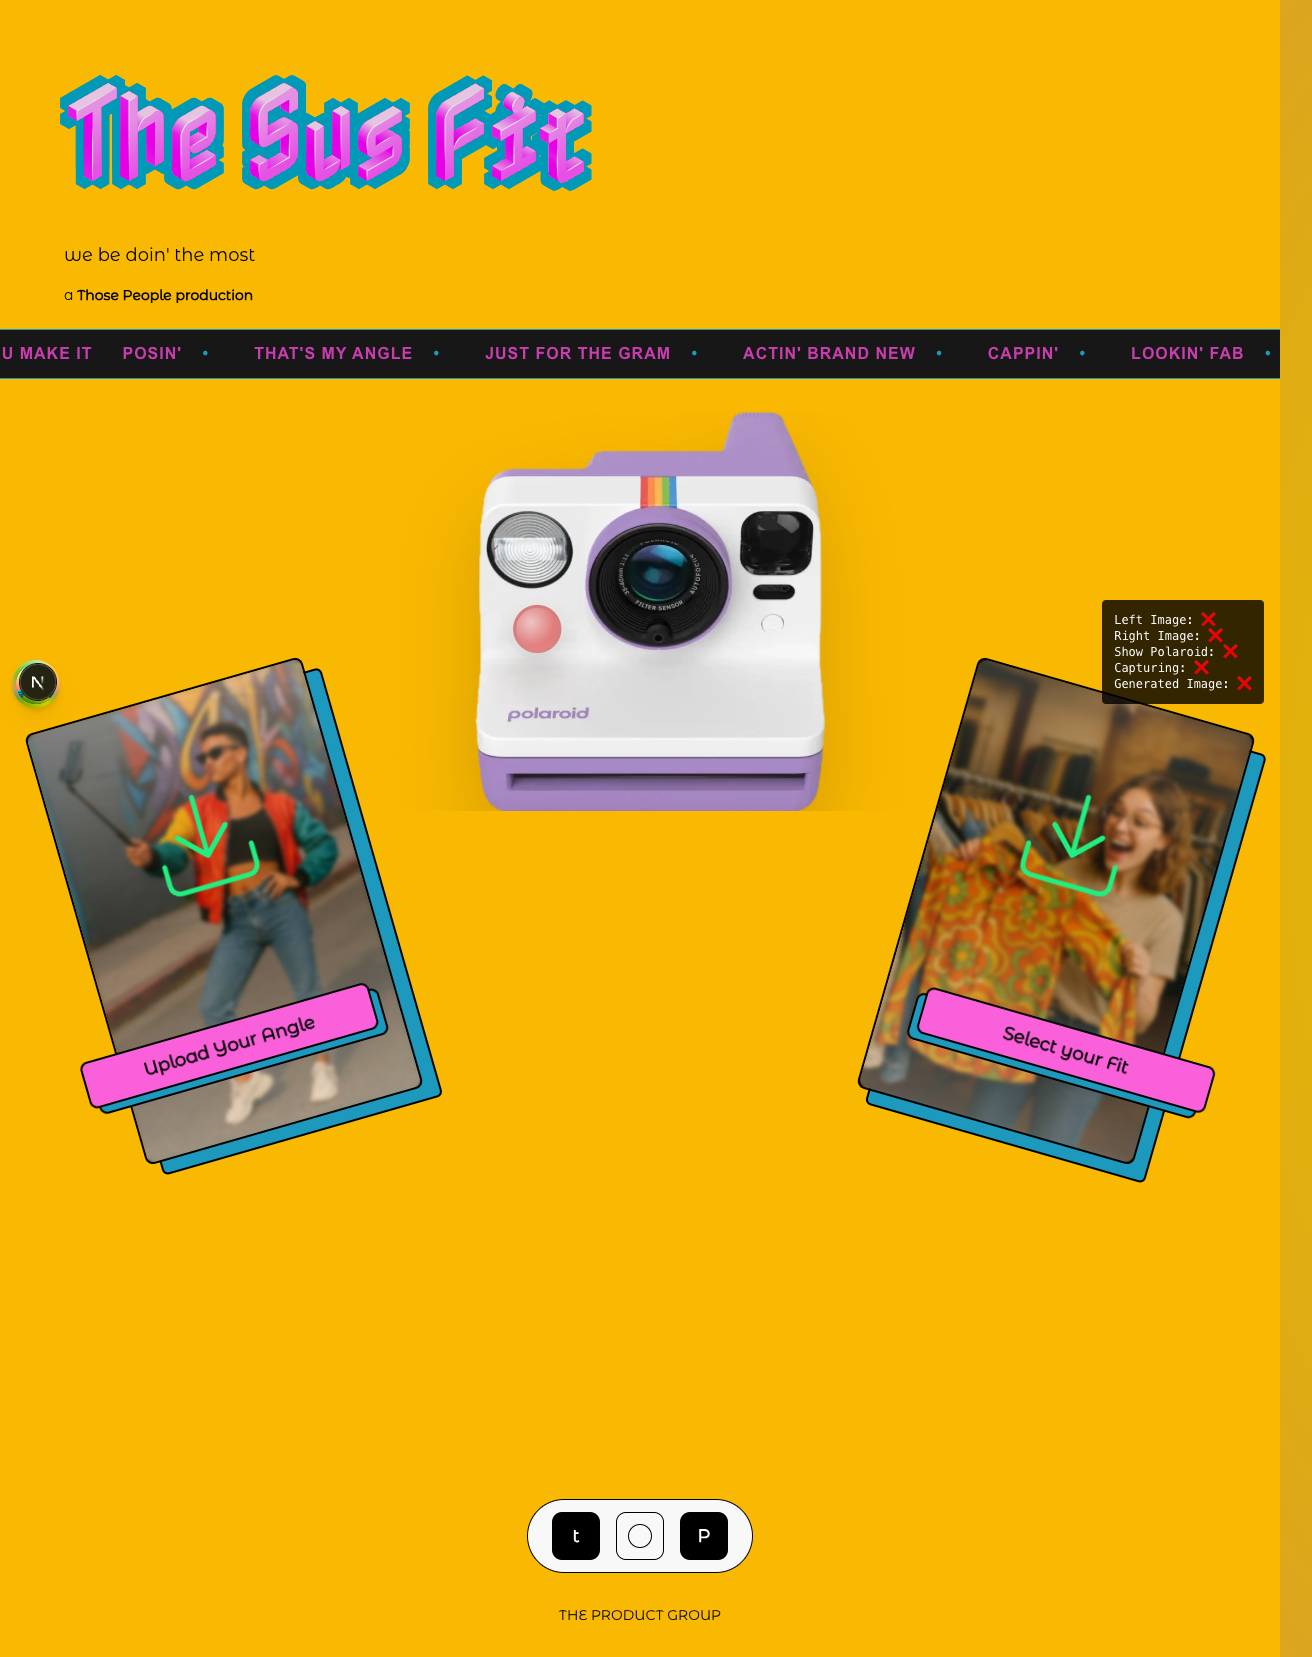 The Sus Fit
we be doin' the most
a Those People production
U MAKE IT POSIN' • THAT'S MY ANGLE • JUST FOR THE GRAM • ACTIN' BRAND NEW • CAPPIN' • LOOKIN' FAB •
FILTER SENSOR
polaroid
Left Image: ❌
Right Image: ❌
Show Polaroid: ❌
Capturing: ❌
Generated Image: ❌
N
Upload Your Angle
Select your Fit
t P
THE PRODUCT GROUP